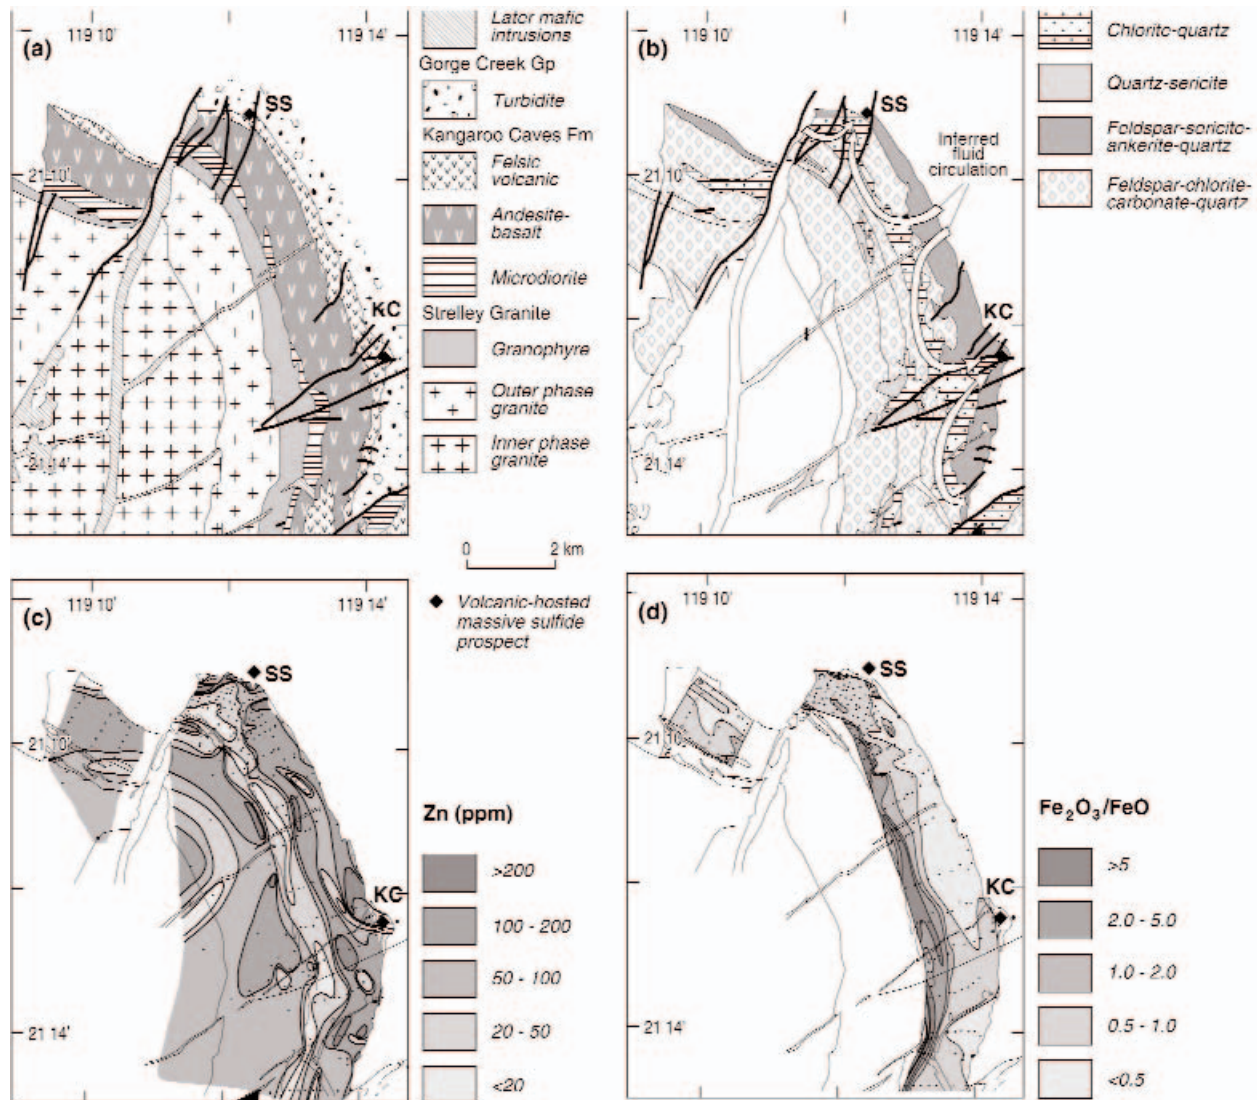 (a)
119 10'
119 14'
SS
21 10'
KC
21 14'
Later mafic
intrusions
Gorge Creek Gp
Turbidite
Kangaroo Caves Fm
Felsic
volcanic
Andesite-
basalt
Microdiorite
Strelley Granite
Granophyre
Outer phase
granite
Inner phase
granite
0 2 km
(b)
119 10'
119 14'
SS
Inferred
fluid
circulation
21 10'
KC
21 14'
Chlorite-quartz
Quartz-sericite
Feldspar-sericite-
ankerite-quartz
Feldspar-chlorite-
carbonate-quartz
(c)
119 10'
119 14'
SS
21 10'
KC
21 14'
Volcanic-hosted
massive sulfide
prospect
Zn (ppm)
>200
100 - 200
50 - 100
20 - 50
<20
(d)
119 10'
119 14'
SS
21 10'
KC
21 14'
Fe2O3/FeO
>5
2.0 - 5.0
1.0 - 2.0
0.5 - 1.0
<0.5